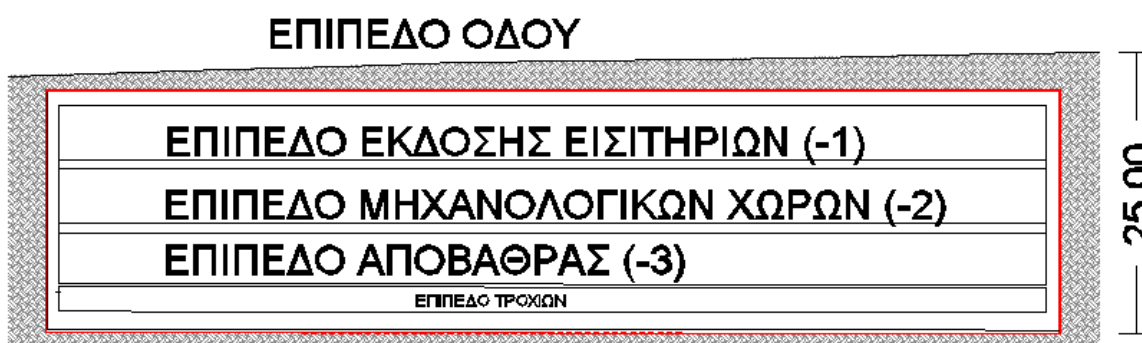 ΕΠΙΠΕΔΟ ΟΔΟΥ
ΕΠΙΠΕΔΟ ΕΚΔΟΣΗΣ ΕΙΣΙΤΗΡΙΩΝ (-1)
ΕΠΙΠΕΔΟ ΜΗΧΑΝΟΛΟΓΙΚΩΝ ΧΩΡΩΝ (-2)
ΕΠΙΠΕΔΟ ΑΠΟΒΑΘΡΑΣ (-3)
ΕΠΙΠΕΔΟ ΤΡΟΧΙΩΝ
25.00